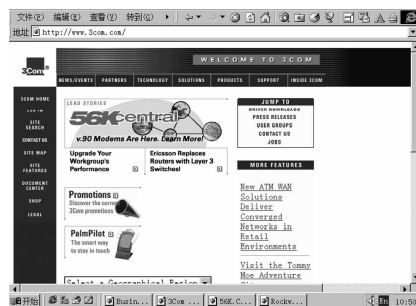 文件(F) 编辑(E) 查看(V) 转到(G)
地址 http://www.3com.com/
WELCOME TO 3COM
3Com
NEWS/EVENTS PARTNERS TECHNOLOGY SOLUTIONS PRODUCTS SUPPORT INSIDE 3COM
3COM HOME
SITE SEARCH
CONTACT US
SITE MAP
SITE FEATURES
DOCUMENT CENTER
SHOP
LEGAL
LEAD STORIES
56K Central
v.90 Modems Are Here. Learn More!
Upgrade Your
Workgroup's
Performance
Ericsson Replaces
Routers with Layer 3
Switches!
Promotions
Discover the current
3Com promotions
PalmPilot
The smart way
to stay in touch
Select a Geographical Region
JUMP TO
DRIVER DOWNLOADS
PRESS RELEASES
USER GROUPS
CONTACT US
JOBS
MORE FEATURES
New ATM WAN
Solutions
Deliver
Converged
Networks in
Retail
Environments
Visit the Tommy
Moe Adventure
开始 Busin... 3Com ... 56K.C... Rockw... En 10:50